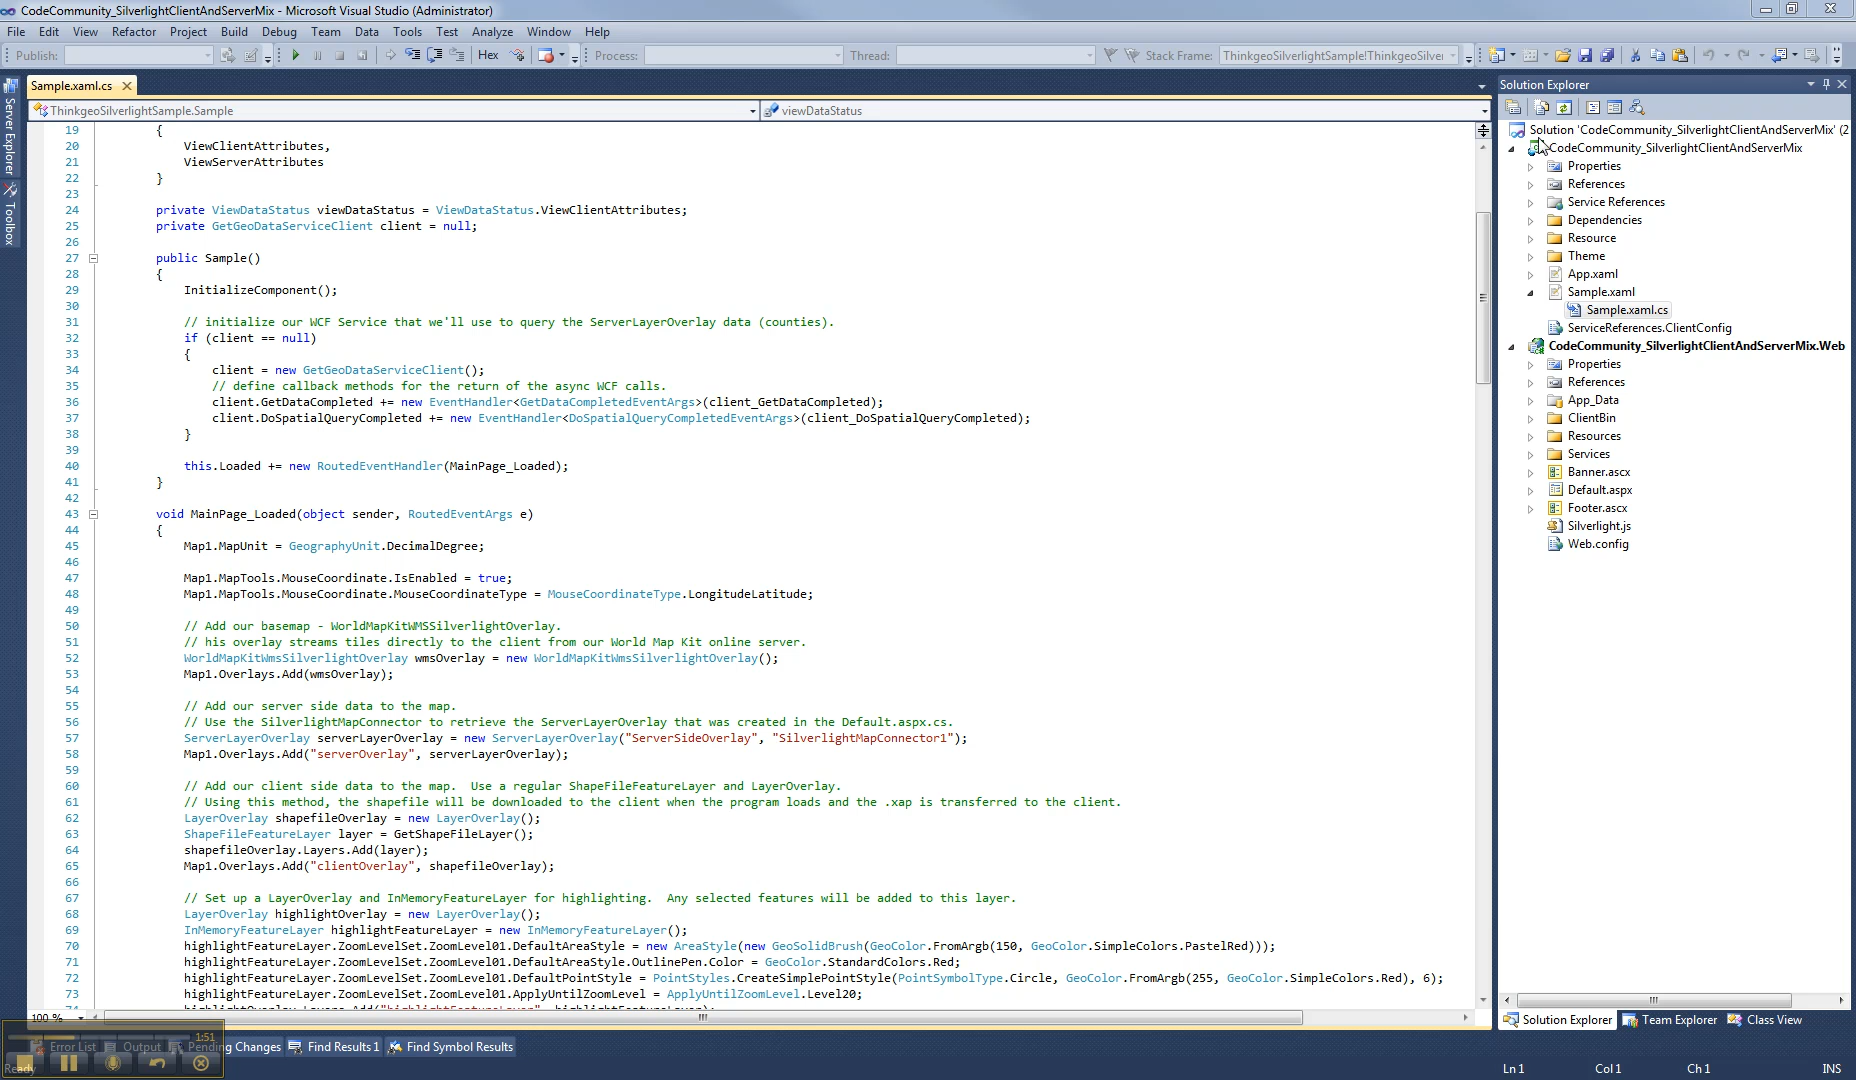 CodeCommunity_SilverlightClientAndServerMix - Microsoft Visual Studio (Administrator)
File Edit View Refactor Project Build Debug Team Data Tools Test Analyze Window Help
Publish: Hex Process: Thread: Stack Frame: ThinkgeoSilverlightSample!ThinkgeoSilver
Server Explorer
Toolbox
Sample.xaml.cs
ThinkgeoSilverlightSample.Sample viewDataStatus
19 {
20 ViewClientAttributes,
21 ViewServerAttributes
22 }
23
24 private ViewDataStatus viewDataStatus = ViewDataStatus.ViewClientAttributes;
25 private GetGeoDataServiceClient client = null;
26
27 public Sample()
28 {
29 InitializeComponent();
30
31 // initialize our WCF Service that we'll use to query the ServerLayerOverlay data (counties).
32 if (client == null)
33 {
34 client = new GetGeoDataServiceClient();
35 // define callback methods for the return of the async WCF calls.
36 client.GetDataCompleted += new EventHandler<GetDataCompletedEventArgs>(client_GetDataCompleted);
37 client.DoSpatialQueryCompleted += new EventHandler<DoSpatialQueryCompletedEventArgs>(client_DoSpatialQueryCompleted);
38 }
39
40 this.Loaded += new RoutedEventHandler(MainPage_Loaded);
41 }
42
43 void MainPage_Loaded(object sender, RoutedEventArgs e)
44 {
45 Map1.MapUnit = GeographyUnit.DecimalDegree;
46
47 Map1.MapTools.MouseCoordinate.IsEnabled = true;
48 Map1.MapTools.MouseCoordinate.MouseCoordinateType = MouseCoordinateType.LongitudeLatitude;
49
50 // Add our basemap - WorldMapKitWMSSilverlightOverlay.
51 // his overlay streams tiles directly to the client from our World Map Kit online server.
52 WorldMapKitWmsSilverlightOverlay wmsOverlay = new WorldMapKitWmsSilverlightOverlay();
53 Map1.Overlays.Add(wmsOverlay);
54
55 // Add our server side data to the map.
56 // Use the SilverlightMapConnector to retrieve the ServerLayerOverlay that was created in the Default.aspx.cs.
57 ServerLayerOverlay serverLayerOverlay = new ServerLayerOverlay("ServerSideOverlay", "SilverlightMapConnector1");
58 Map1.Overlays.Add("serverOverlay", serverLayerOverlay);
59
60 // Add our client side data to the map.  Use a regular ShapeFileFeatureLayer and LayerOverlay.
61 // Using this method, the shapefile will be downloaded to the client when the program loads and the .xap is transferred to the client.
62 LayerOverlay shapefileOverlay = new LayerOverlay();
63 ShapeFileFeatureLayer layer = GetShapeFileLayer();
64 shapefileOverlay.Layers.Add(layer);
65 Map1.Overlays.Add("clientOverlay", shapefileOverlay);
66
67 // Set up a LayerOverlay and InMemoryFeatureLayer for highlighting.  Any selected features will be added to this layer.
68 LayerOverlay highlightOverlay = new LayerOverlay();
69 InMemoryFeatureLayer highlightFeatureLayer = new InMemoryFeatureLayer();
70 highlightFeatureLayer.ZoomLevelSet.ZoomLevel01.DefaultAreaStyle = new AreaStyle(new GeoSolidBrush(GeoColor.FromArgb(150, GeoColor.SimpleColors.PastelRed)));
71 highlightFeatureLayer.ZoomLevelSet.ZoomLevel01.DefaultAreaStyle.OutlinePen.Color = GeoColor.StandardColors.Red;
72 highlightFeatureLayer.ZoomLevelSet.ZoomLevel01.DefaultPointStyle = PointStyles.CreateSimplePointStyle(PointSymbolType.Circle, GeoColor.FromArgb(255, GeoColor.SimpleColors.Red), 6);
73 highlightFeatureLayer.ZoomLevelSet.ZoomLevel01.ApplyUntilZoomLevel = ApplyUntilZoomLevel.Level20;
100 %
Solution Explorer
Solution 'CodeCommunity_SilverlightClientAndServerMix' (2
CodeCommunity_SilverlightClientAndServerMix
Properties
References
Service References
Dependencies
Resource
Theme
App.xaml
Sample.xaml
Sample.xaml.cs
ServiceReferences.ClientConfig
CodeCommunity_SilverlightClientAndServerMix.Web
Properties
References
App_Data
ClientBin
Resources
Services
Banner.ascx
Default.aspx
Footer.ascx
Silverlight.js
Web.config
Solution Explorer Team Explorer Class View
1:51
Error List Output Pending Changes Find Results 1 Find Symbol Results
Ready Ln 1 Col 1 Ch 1 INS